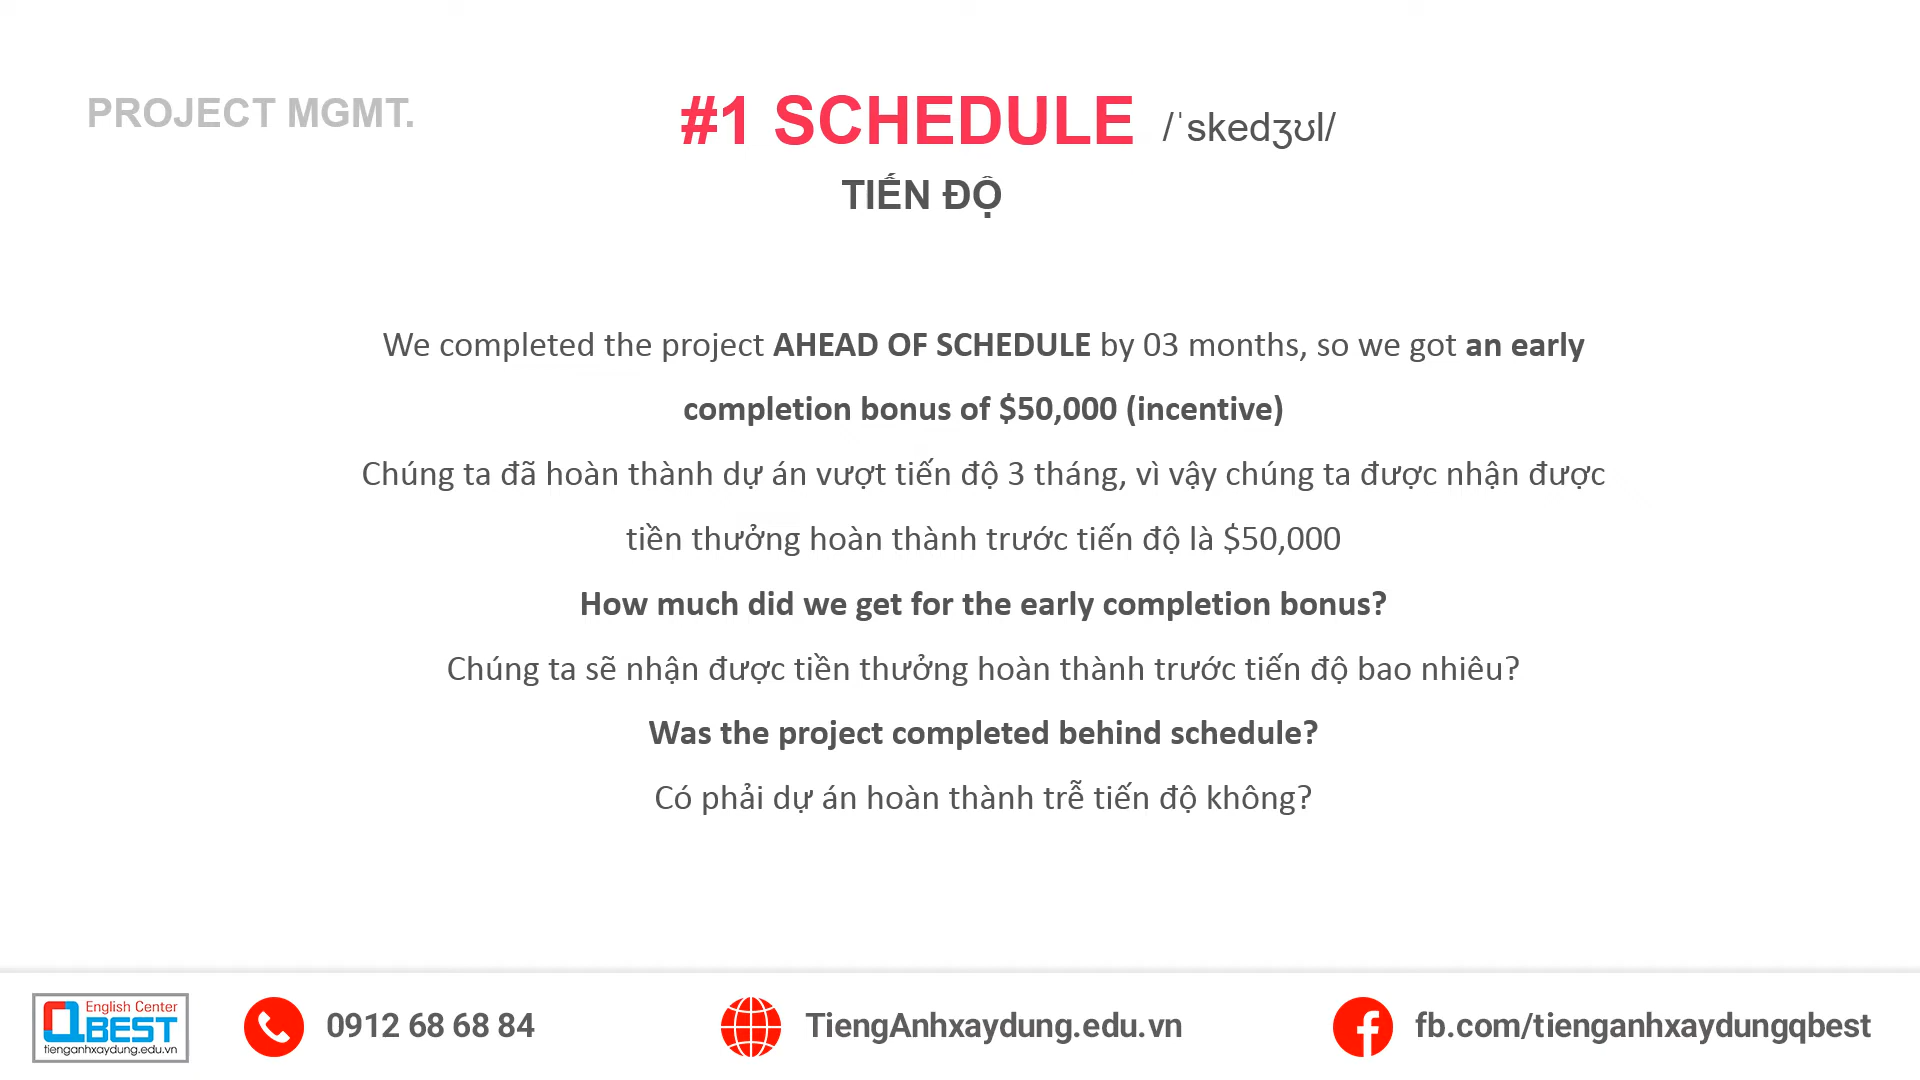 PROJECT MGMT.
#1 SCHEDULE /ˈskedʒʊl/
TIẾN ĐỘ
We completed the project AHEAD OF SCHEDULE by 03 months, so we got an early
completion bonus of $50,000 (incentive)
Chúng ta đã hoàn thành dự án vượt tiến độ 3 tháng, vì vậy chúng ta được nhận được
tiền thưởng hoàn thành trước tiến độ là $50,000
How much did we get for the early completion bonus?
Chúng ta sẽ nhận được tiền thưởng hoàn thành trước tiến độ bao nhiêu?
Was the project completed behind schedule?
Có phải dự án hoàn thành trễ tiến độ không?
English Center
QBEST
tienganhxaydung.edu.vn
0912 68 68 84
TiengAnhxaydung.edu.vn
fb.com/tienganhxaydungqbest